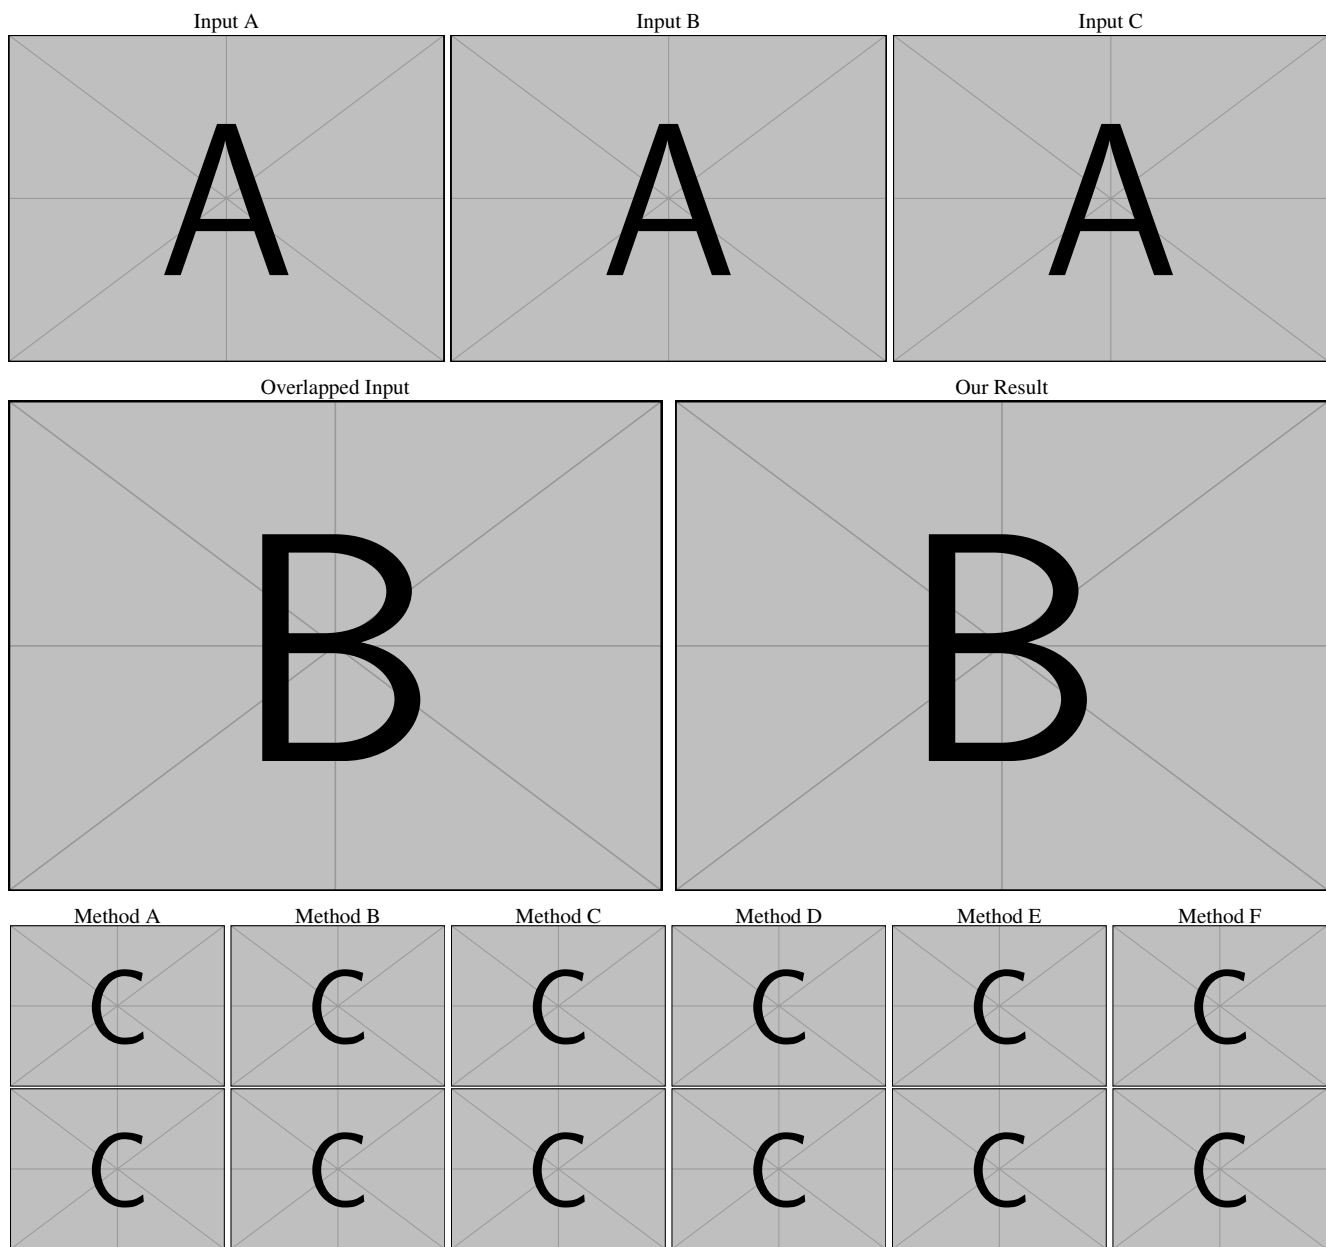 Input A Input B Input C
A A A
Overlapped Input Our Result
B B
Method A Method B Method C Method D Method E Method F
C C C C C C
C C C C C C